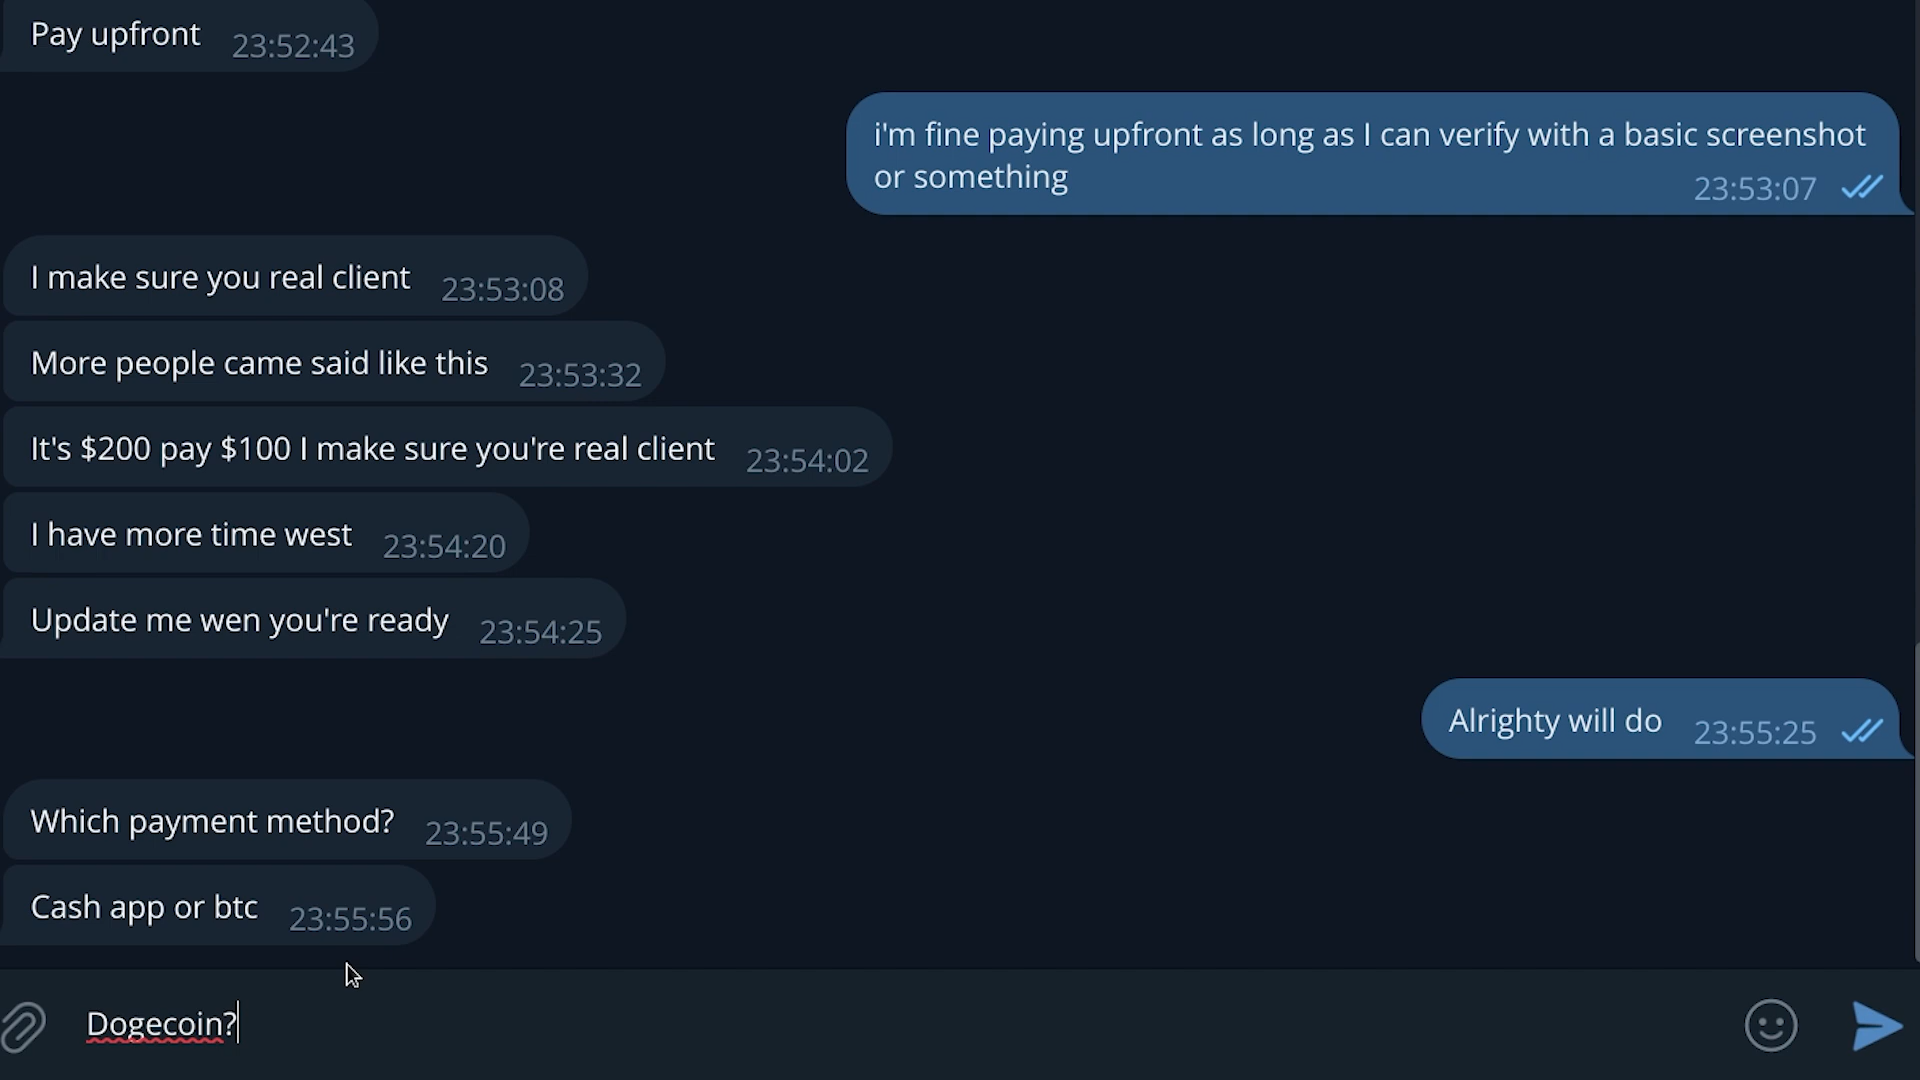 Pay upfront 23:52:43
i'm fine paying upfront as long as I can verify with a basic screenshot
or something 23:53:07
I make sure you real client 23:53:08
More people came said like this 23:53:32
It's $200 pay $100 I make sure you're real client 23:54:02
I have more time west 23:54:20
Update me wen you're ready 23:54:25
Alrighty will do 23:55:25
Which payment method? 23:55:49
Cash app or btc 23:55:56
Dogecoin?